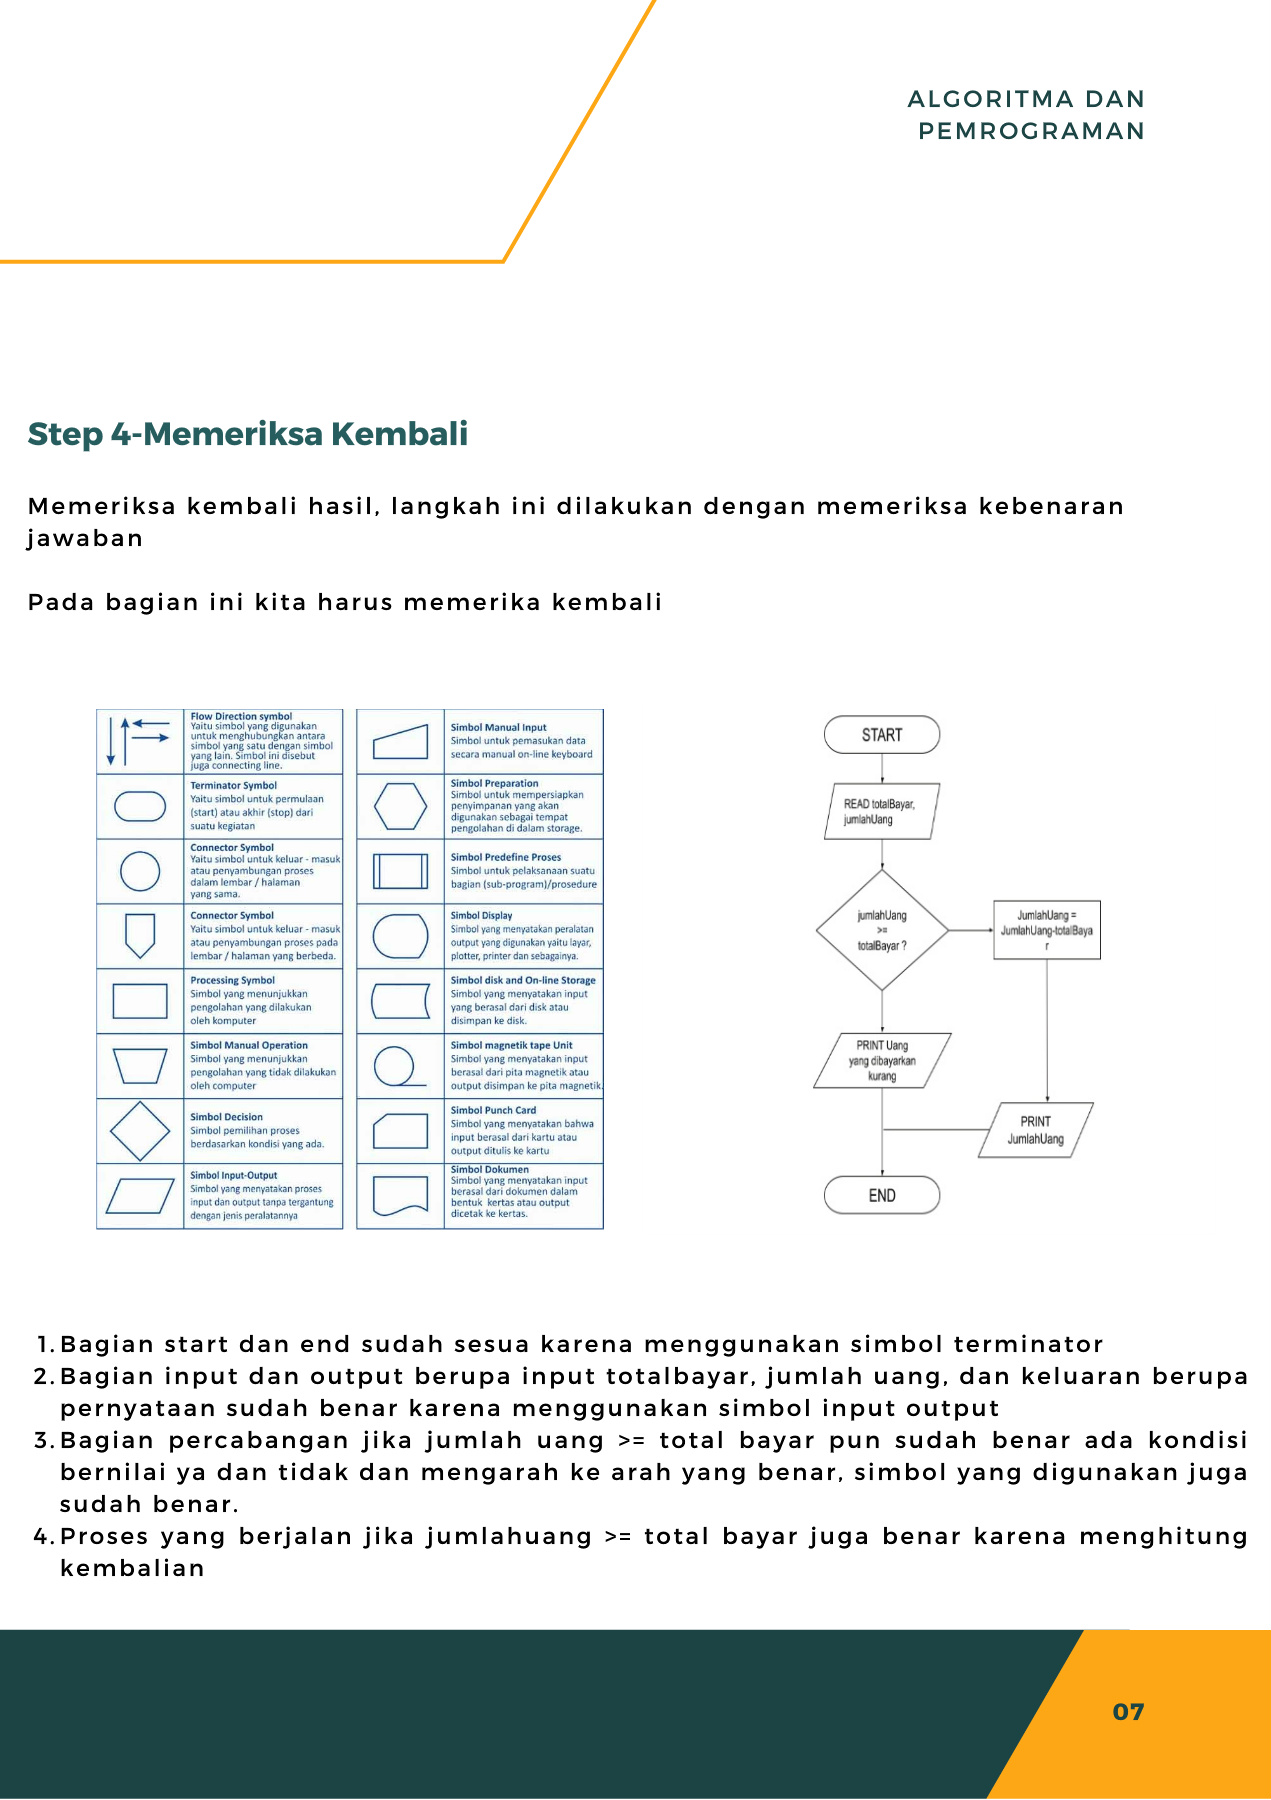 ALGORITMA DAN
PEMROGRAMAN
Step 4-Memeriksa Kembali
Memeriksa kembali hasil, langkah ini dilakukan dengan memeriksa kebenaran
jawaban
Pada bagian ini kita harus memerika kembali
Flow Direction symbol
Yaitu simbol yang digunakan
untuk menghubungkan antara
simbol yang satu dengan simbol
yang lain. Simbol ini disebut
juga connecting line.
Terminator Symbol
Yaitu simbol untuk permulaan
(start) atau akhir (stop) dari
suatu kegiatan
Connector Symbol
Yaitu simbol untuk keluar - masuk
atau penyambungan proses
dalam lembar / halaman
yang sama.
Connector Symbol
Yaitu simbol untuk keluar - masuk
atau penyambungan proses pada
lembar / halaman yang berbeda.
Processing Symbol
Simbol yang menunjukkan
pengolahan yang dilakukan
oleh komputer
Simbol Manual Operation
Simbol yang menunjukkan
pengolahan yang tidak dilakukan
oleh computer
Simbol Decision
Simbol pemilihan proses
berdasarkan kondisi yang ada.
Simbol Input-Output
Simbol yang menyatakan proses
input dan output tanpa tergantung
dengan jenis peralatannya
Simbol Manual Input
Simbol untuk pemasukan data
secara manual on-line keyboard
Simbol Preparation
Simbol untuk mempersiapkan
penyimpanan yang akan
digunakan sebagai tempat
pengolahan di dalam storage.
Simbol Predefine Proses
Simbol untuk pelaksanaan suatu
bagian (sub-program)/prosedure
Simbol Display
Simbol yang menyatakan peralatan
output yang digunakan yaitu layar,
plotter, printer dan sebagainya.
Simbol disk and On-line Storage
Simbol yang menyatakan input
yang berasal dari disk atau
disimpan ke disk.
Simbol magnetik tape Unit
Simbol yang menyatakan input
berasal dari pita magnetik atau
output disimpan ke pita magnetik.
Simbol Punch Card
Simbol yang menyatakan bahwa
input berasal dari kartu atau
output ditulis ke kartu
Simbol Dokumen
Simbol yang menyatakan input
berasal dari dokumen dalam
bentuk kertas atau output
dicetak ke kertas.
START
READ totalBayar,
jumlahUang
jumlahUang
>=
totalBayar ?
JumlahUang =
JumlahUang-totalBaya
r
PRINT Uang
yang dibayarkan
kurang
PRINT
JumlahUang
END
1. Bagian start dan end sudah sesua karena menggunakan simbol terminator
2. Bagian input dan output berupa input totalbayar, jumlah uang, dan keluaran berupa
pernyataan sudah benar karena menggunakan simbol input output
3. Bagian percabangan jika jumlah uang >= total bayar pun sudah benar ada kondisi
bernilai ya dan tidak dan mengarah ke arah yang benar, simbol yang digunakan juga
sudah benar.
4. Proses yang berjalan jika jumlahuang >= total bayar juga benar karena menghitung
kembalian
07